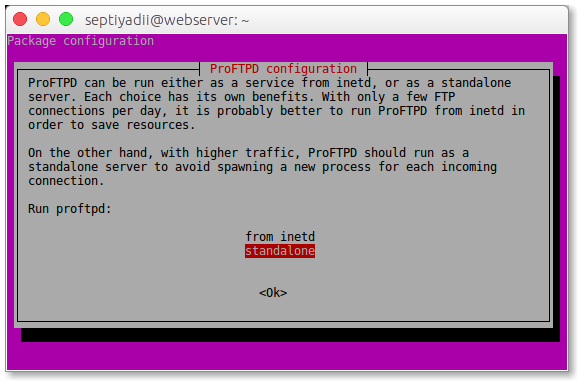 septiyadii@webserver: ~
Package configuration
ProFTPD configuration
ProFTPD can be run either as a service from inetd, or as a standalone
server. Each choice has its own benefits. With only a few FTP
connections per day, it is probably better to run ProFTPD from inetd in
order to save resources.
On the other hand, with higher traffic, ProFTPD should run as a
standalone server to avoid spawning a new process for each incoming
connection.
Run proftpd:
from inetd
standalone
<Ok>